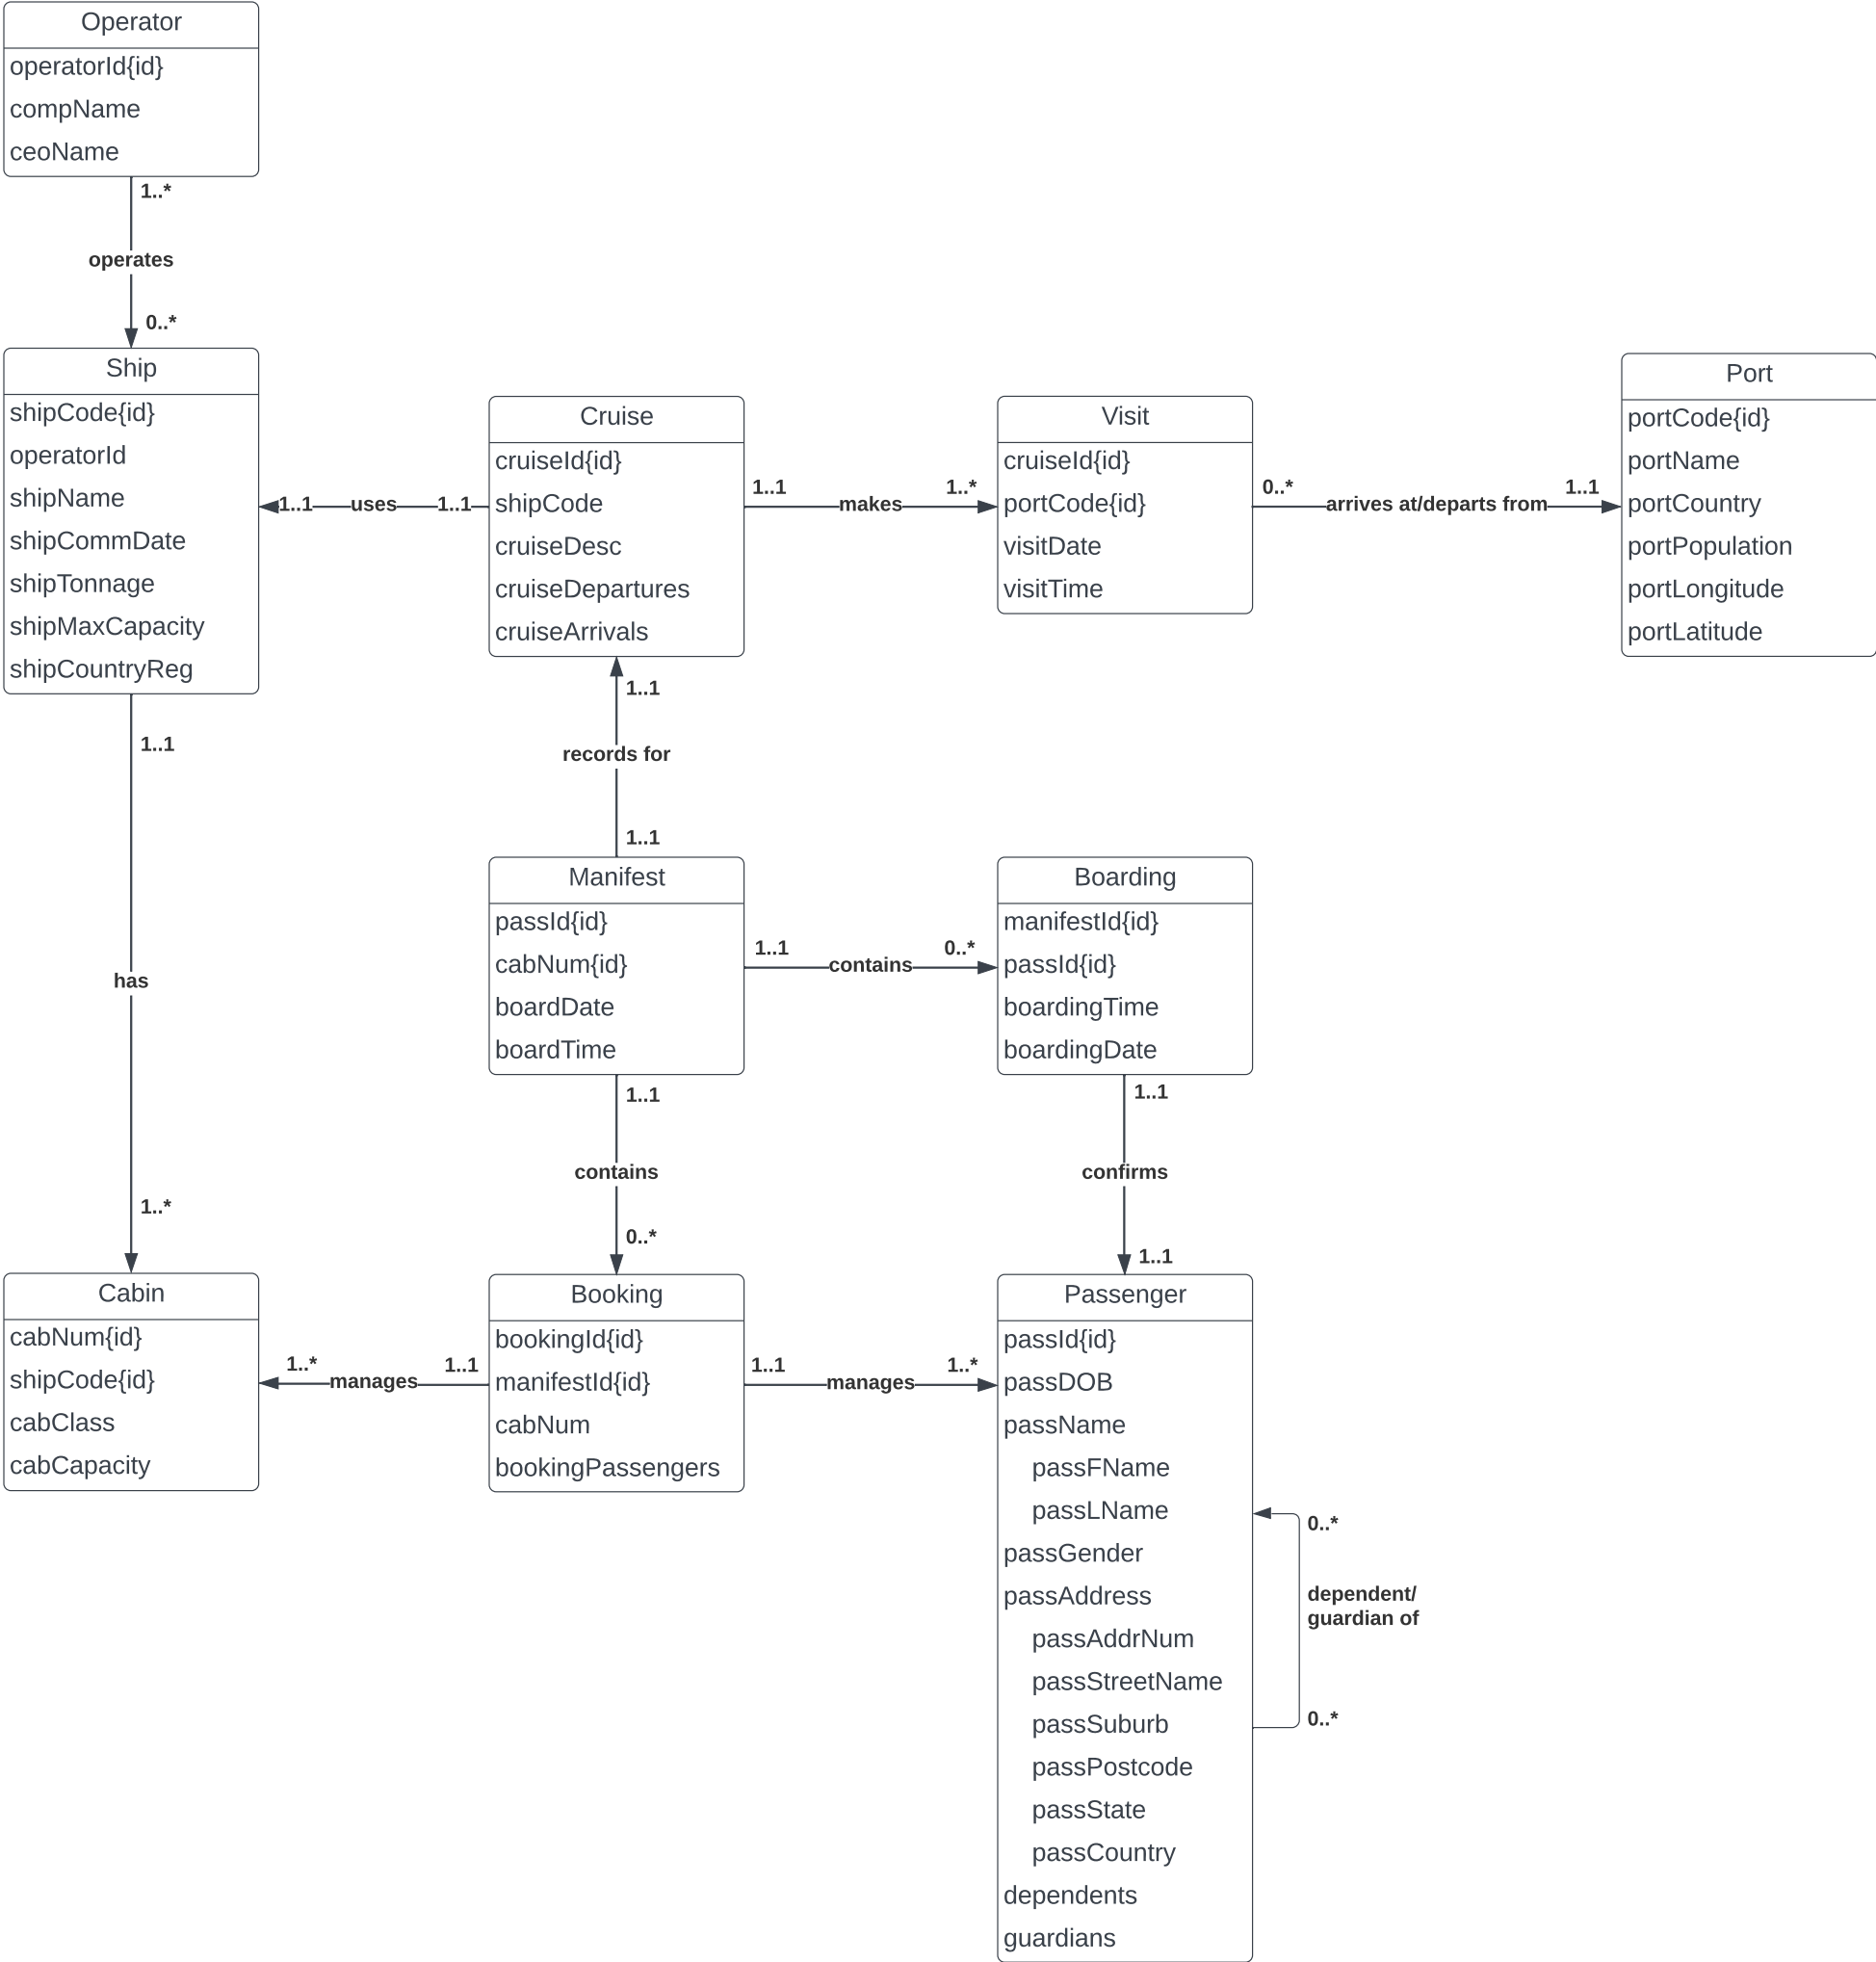 Operator
operatorId{id}
compName
ceoName
1..*
operates
0..*
Ship
shipCode{id}
operatorId
shipName
shipCommDate
shipTonnage
shipMaxCapacity
shipCountryReg
1..1
uses
1..1
Cruise
cruiseId{id}
shipCode
cruiseDesc
cruiseDepartures
cruiseArrivals
1..1
makes
1..*
Visit
cruiseId{id}
portCode{id}
visitDate
visitTime
0..*
arrives at/departs from
1..1
Port
portCode{id}
portName
portCountry
portPopulation
portLongitude
portLatitude
1..1
has
1..*
1..1
records for
1..1
Manifest
passId{id}
cabNum{id}
boardDate
boardTime
1..1
contains
0..*
Boarding
manifestId{id}
passId{id}
boardingTime
boardingDate
1..1
contains
0..*
1..1
confirms
1..1
Cabin
cabNum{id}
shipCode{id}
cabClass
cabCapacity
1..*
manages
1..1
Booking
bookingId{id}
manifestId{id}
cabNum
bookingPassengers
1..1
manages
1..*
Passenger
passId{id}
passDOB
passName
passFName
passLName
passGender
passAddress
passAddrNum
passStreetName
passSuburb
passPostcode
passState
passCountry
dependents
guardians
0..*
dependent/
guardian of
0..*